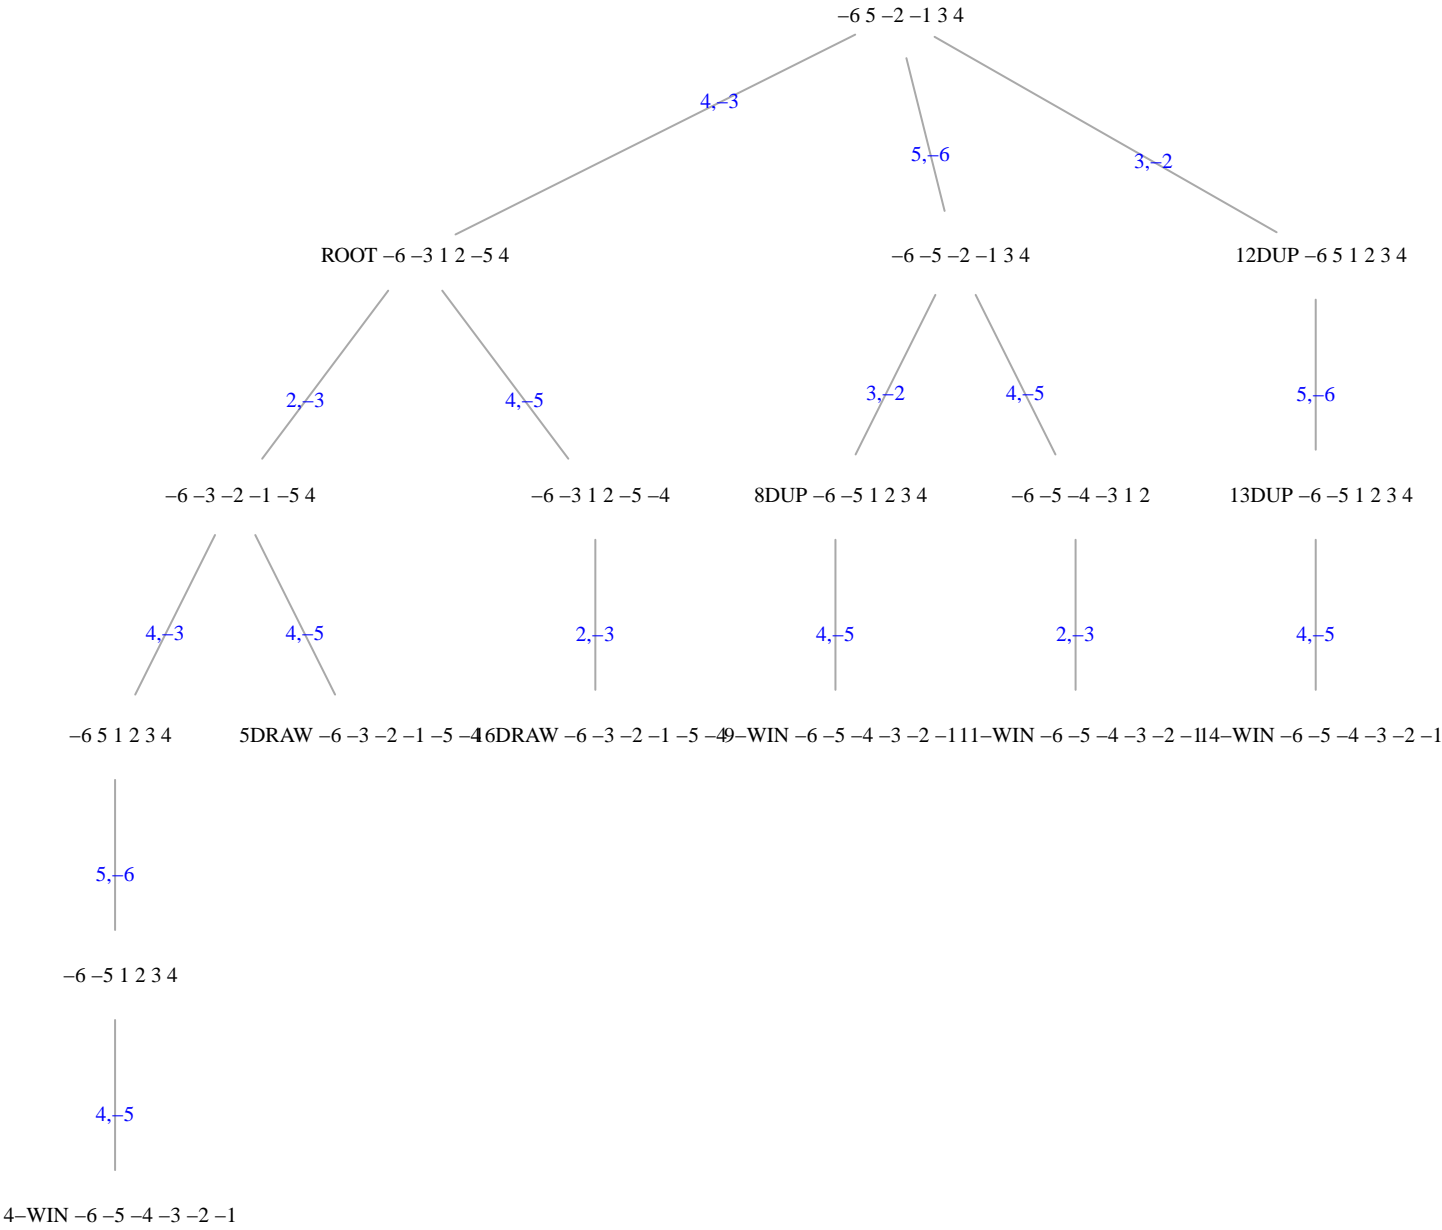 –6 5 –2 –1 3 4
4,–3
5,–6
3,–2
ROOT –6 –3 1 2 –5 4
–6 –5 –2 –1 3 4
12DUP –6 5 1 2 3 4
2,–3
4,–5
3,–2
4,–5
5,–6
–6 –3 –2 –1 –5 4
–6 –3 1 2 –5 –4
8DUP –6 –5 1 2 3 4
–6 –5 –4 –3 1 2
13DUP –6 –5 1 2 3 4
4,–3
4,–5
2,–3
4,–5
2,–3
4,–5
–6 5 1 2 3 4
5DRAW –6 –3 –2 –1 –5 –4
16DRAW –6 –3 –2 –1 –5 –4
9–WIN –6 –5 –4 –3 –2 –1
11–WIN –6 –5 –4 –3 –2 –1
14–WIN –6 –5 –4 –3 –2 –1
5,–6
–6 –5 1 2 3 4
4,–5
4–WIN –6 –5 –4 –3 –2 –1